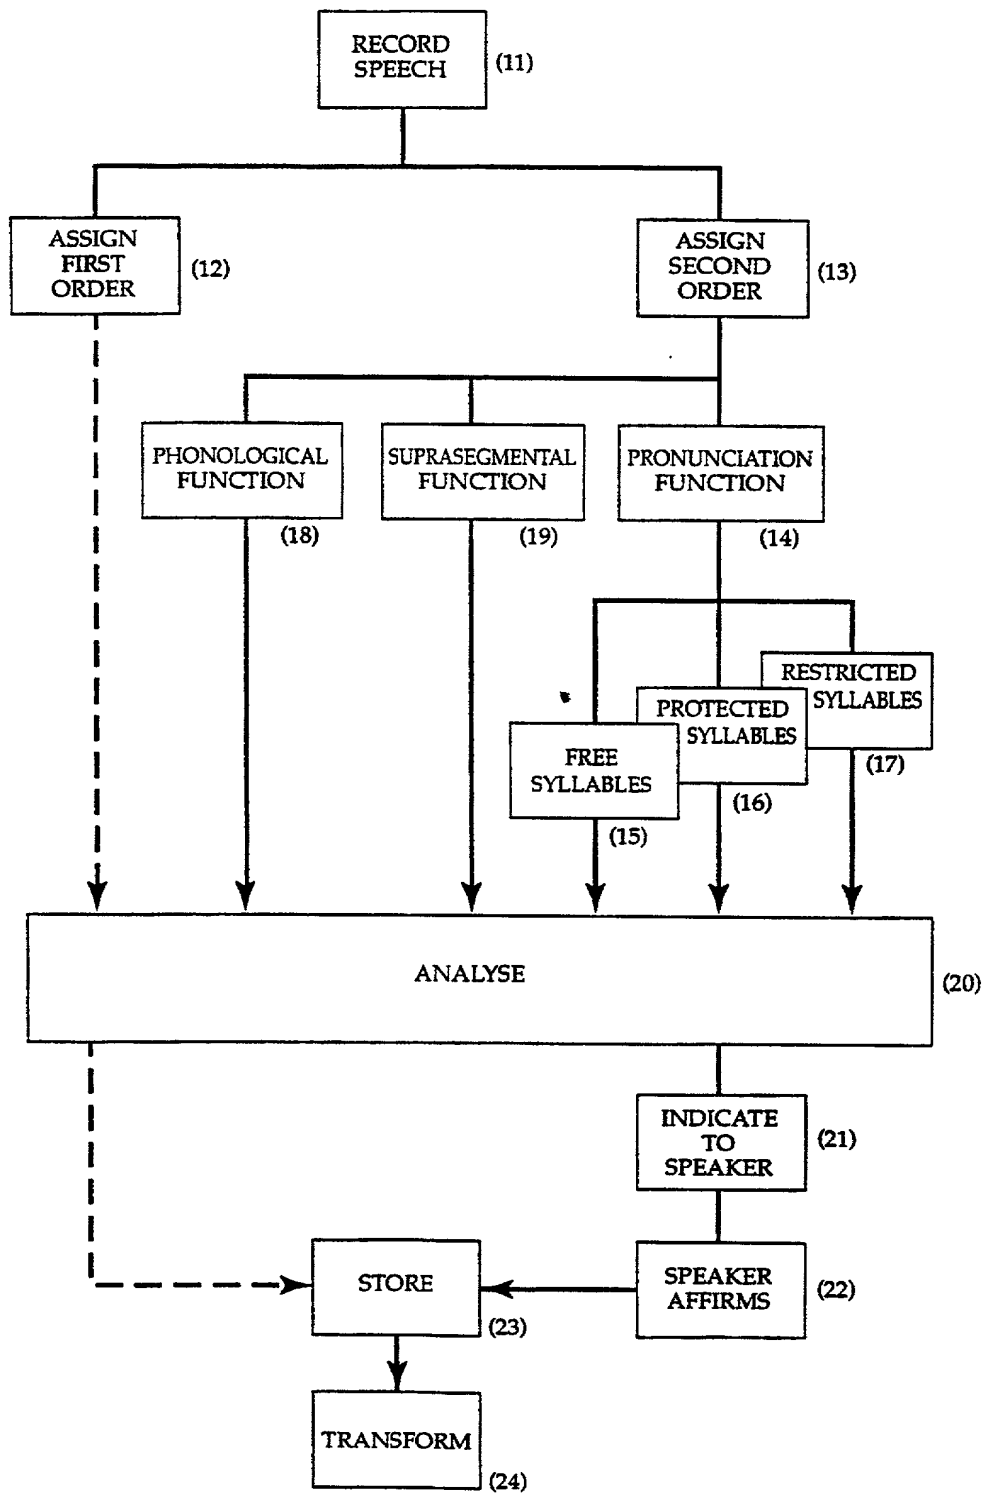 RECORD
SPEECH
(11)
ASSIGN
FIRST
ORDER
(12)
ASSIGN
SECOND
ORDER
(13)
PHONOLOGICAL
FUNCTION
(18)
SUPRASEGMENTAL
FUNCTION
(19)
PRONUNCIATION
FUNCTION
(14)
RESTRICTED
SYLLABLES
(17)
PROTECTED
SYLLABLES
(16)
FREE
SYLLABLES
(15)
ANALYSE
(20)
INDICATE
TO
SPEAKER
(21)
STORE
(23)
SPEAKER
AFFIRMS
(22)
TRANSFORM
(24)